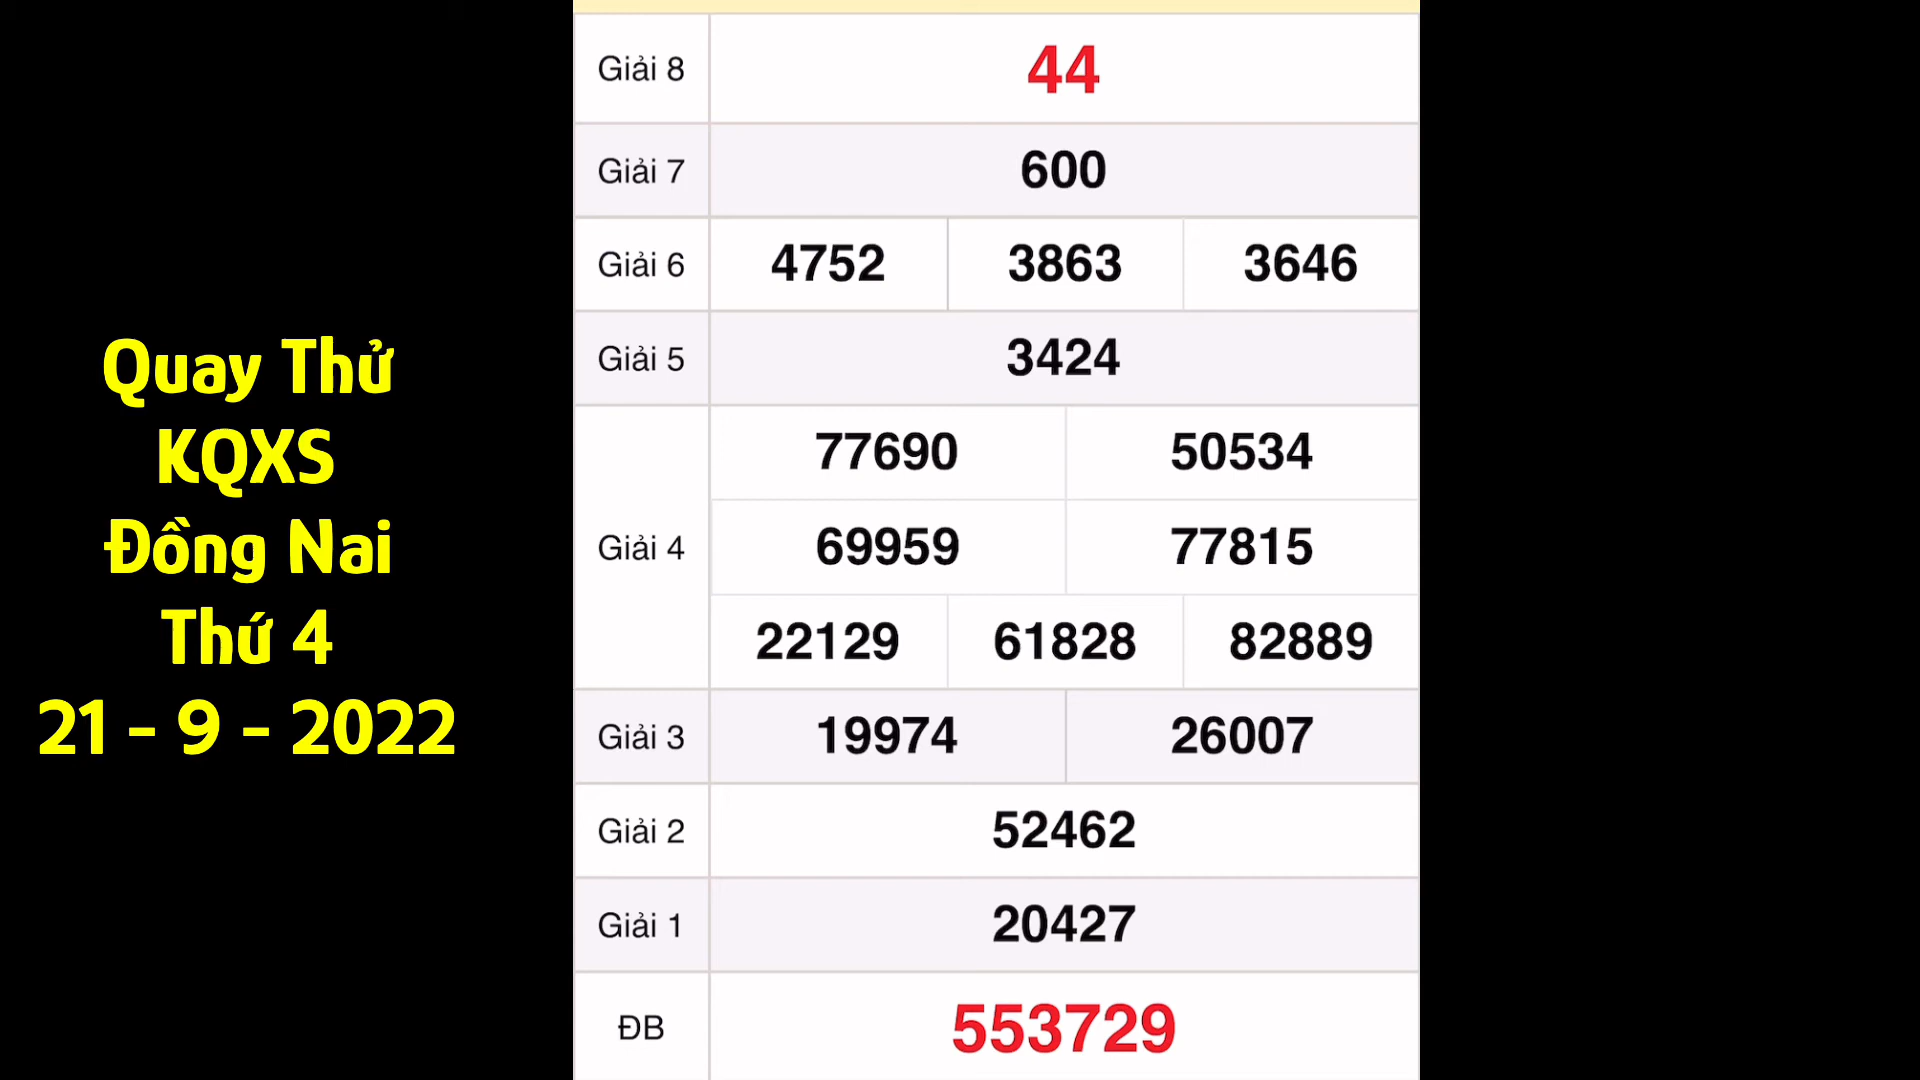 Quay Thử
KQXS
Đồng Nai
Thứ 4
21 - 9 - 2022
Giải 8 44
Giải 7 600
Giải 6 4752 3863 3646
Giải 5 3424
Giải 4 77690 50534
69959 77815
22129 61828 82889
Giải 3 19974 26007
Giải 2 52462
Giải 1 20427
ĐB 553729